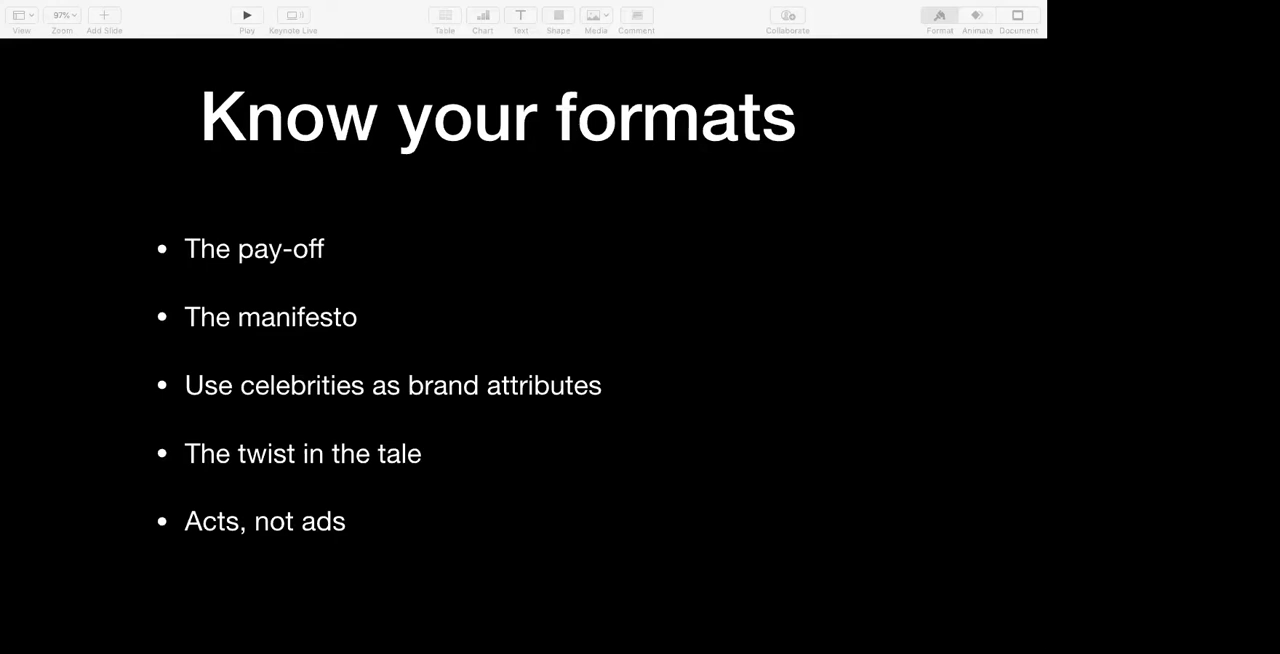 97%
View
Zoom
Add Slide
Play
Keynote Live
Table
Chart
Text
Shape
Media
Comment
Collaborate
Format
Animate
Document
Know your formats
• The pay-off
• The manifesto
• Use celebrities as brand attributes
• The twist in the tale
• Acts, not ads